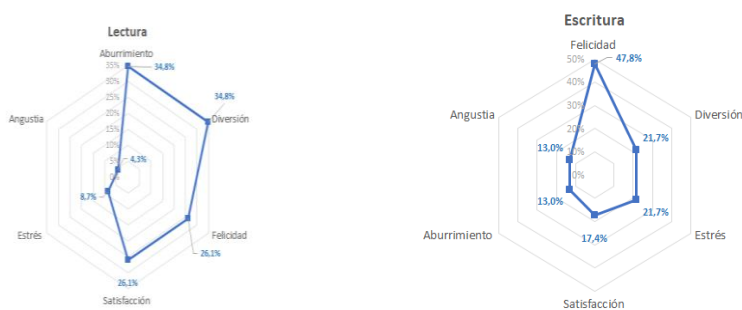 Lectura
Aburrimiento
35%
34,8%
30%
25%
34,8%
20%
Angustia
Diversión
15%
10%
5%
4,3%
0%
8,7%
Estrés
Felicidad
26,1%
26,1%
Satisfacción
Escritura
Felicidad
50%
47,8%
40%
30%
Angustia
Diversión
20%
21,7%
13,0%
10%
0%
13,0%
21,7%
Aburrimiento
17,4%
Estrés
Satisfacción